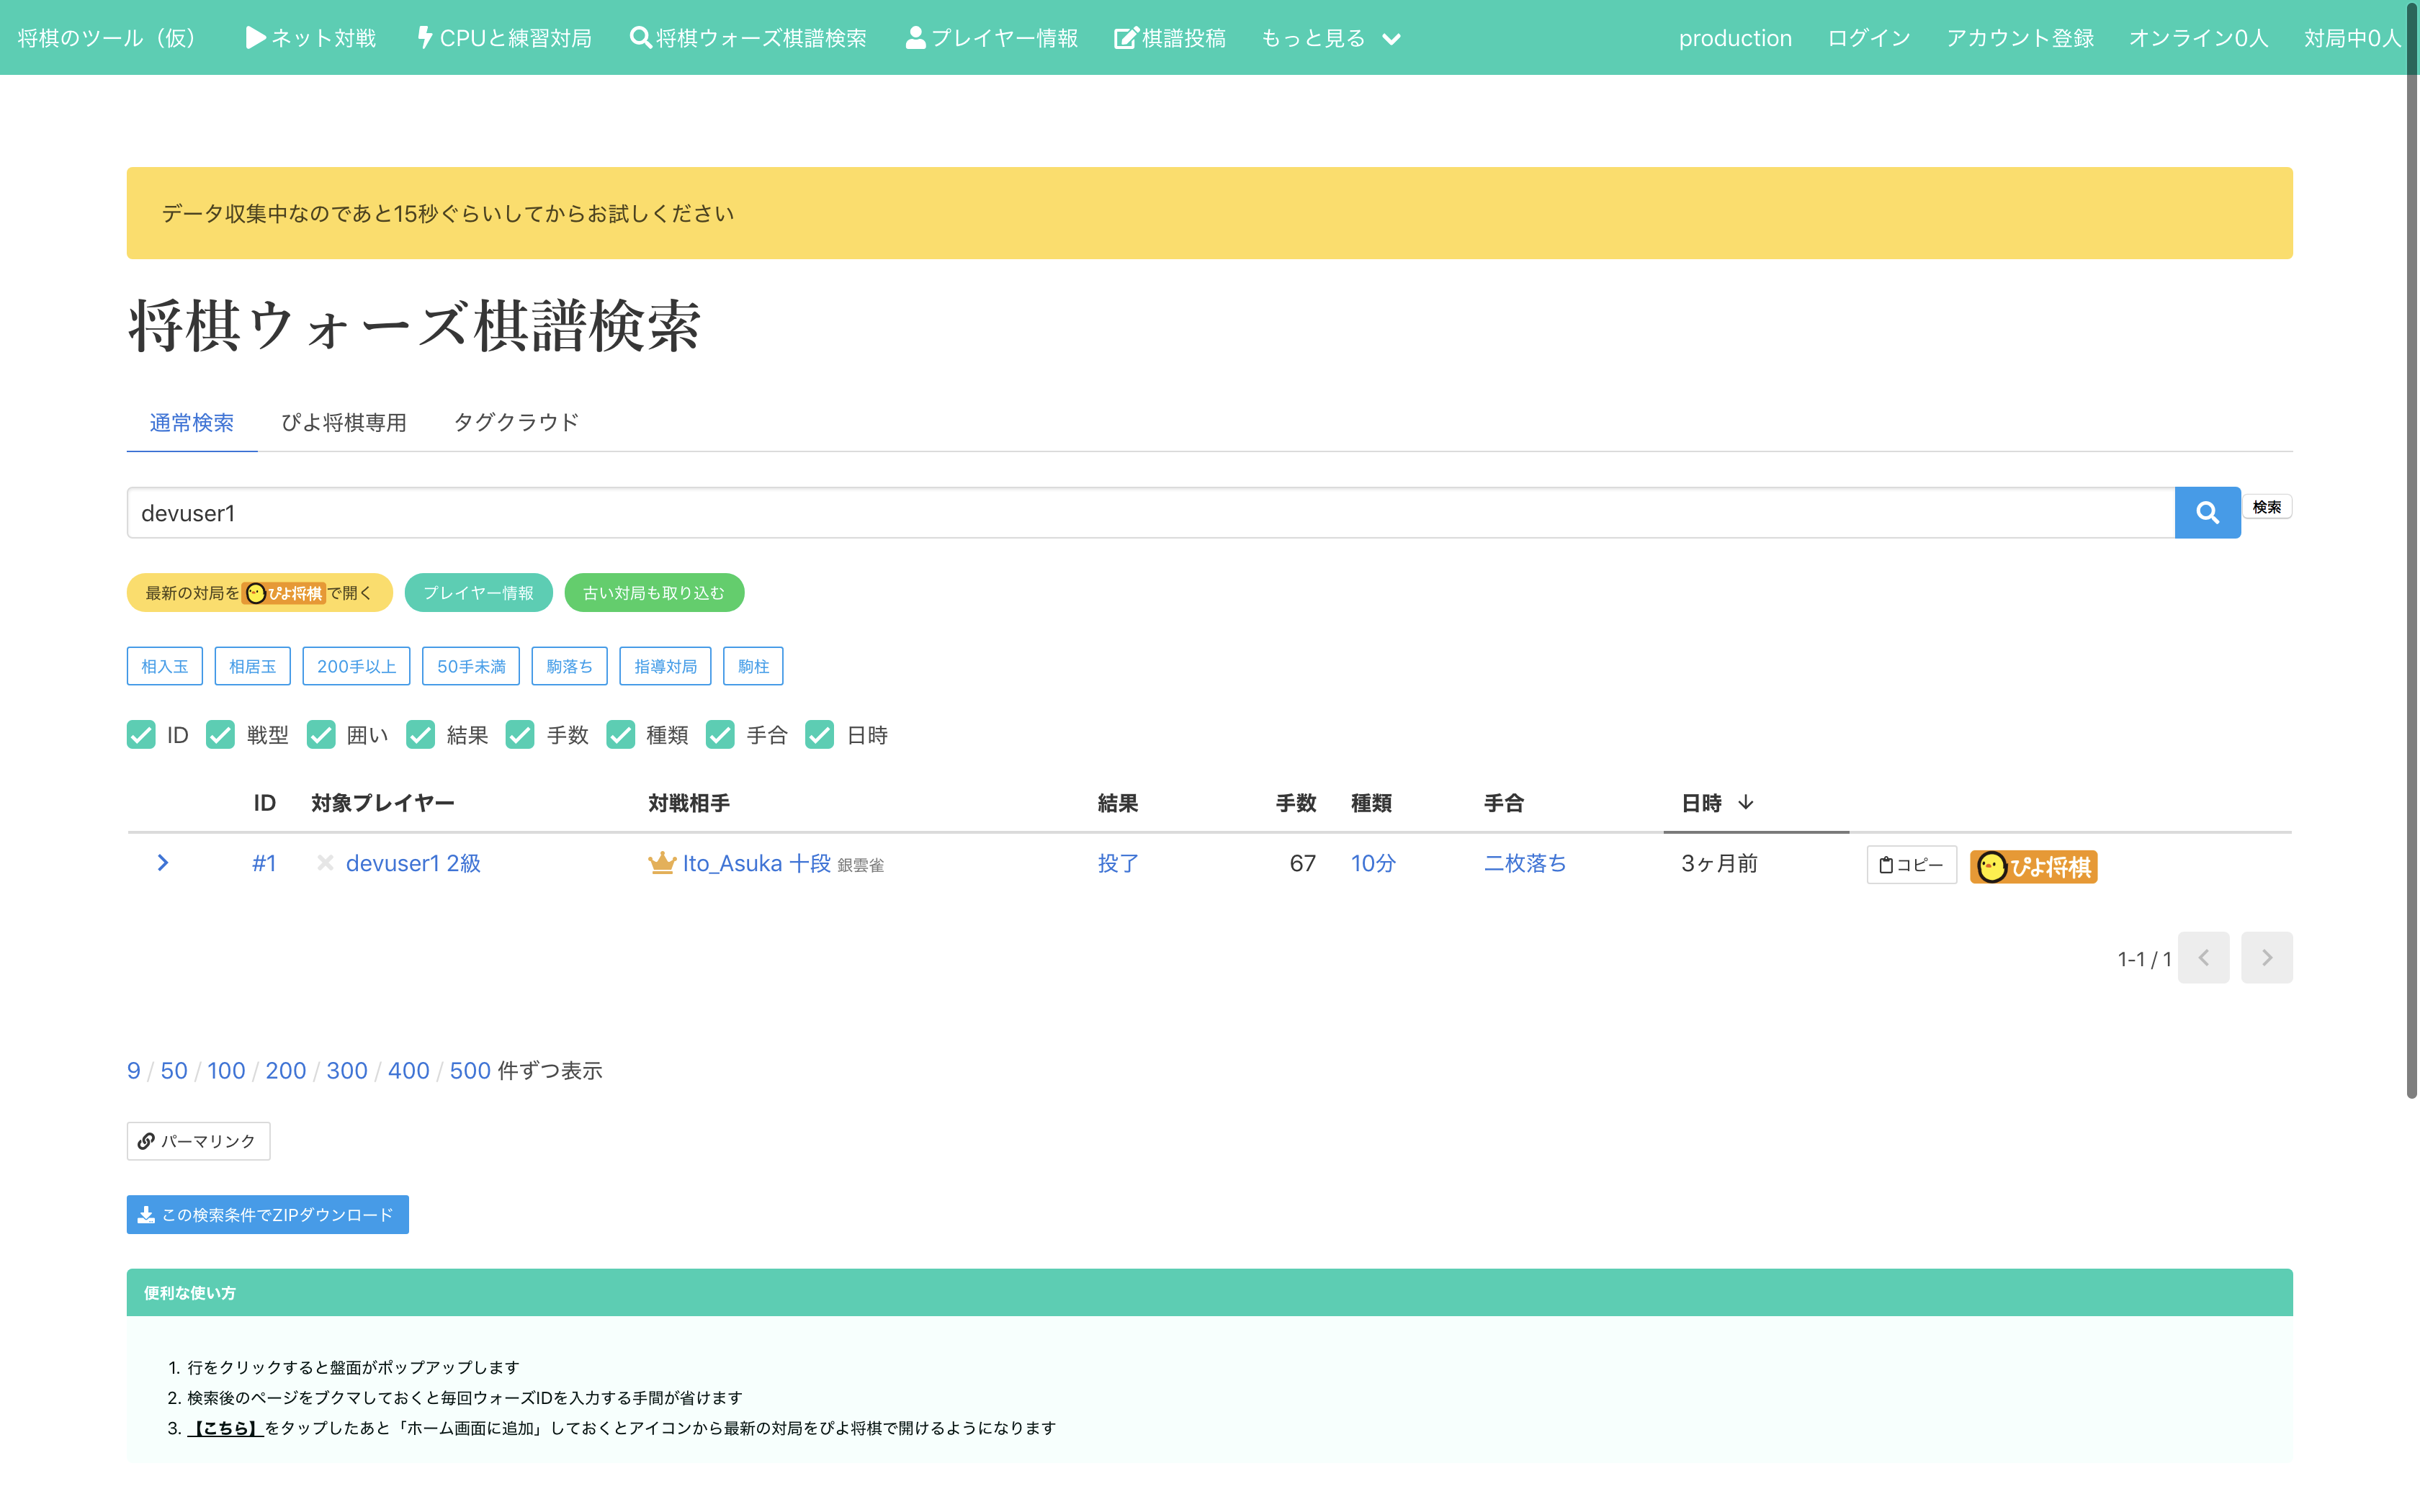 将棋のツール（仮） ネット対戦 CPUと練習対局 将棋ウォーズ棋譜検索 プレイヤー情報 棋譜投稿 もっと見る production ログイン アカウント登録 オンライン0人 対局中0人
データ収集中なのであと15秒ぐらいしてからお試しください
将棋ウォーズ棋譜検索
通常検索 ぴよ将棋専用 タグクラウド
devuser1 検索
最新の対局をぴよ将棋で開く プレイヤー情報 古い対局も取り込む
相入玉 相居玉 200手以上 50手未満 駒落ち 指導対局 駒柱
ID 戦型 囲い 結果 手数 種類 手合 日時
ID 対象プレイヤー 対戦相手 結果 手数 種類 手合 日時
#1 devuser1 2級 Ito_Asuka 十段 銀雲雀 投了 67 10分 二枚落ち 3ヶ月前 コピー ぴよ将棋
1-1 / 1
9 / 50 / 100 / 200 / 300 / 400 / 500 件ずつ表示
パーマリンク
この検索条件でZIPダウンロード
便利な使い方
1. 行をクリックすると盤面がポップアップします
2. 検索後のページをブクマしておくと毎回ウォーズIDを入力する手間が省けます
3. 【こちら】をタップしたあと「ホーム画面に追加」しておくとアイコンから最新の対局をぴよ将棋で開けるようになります